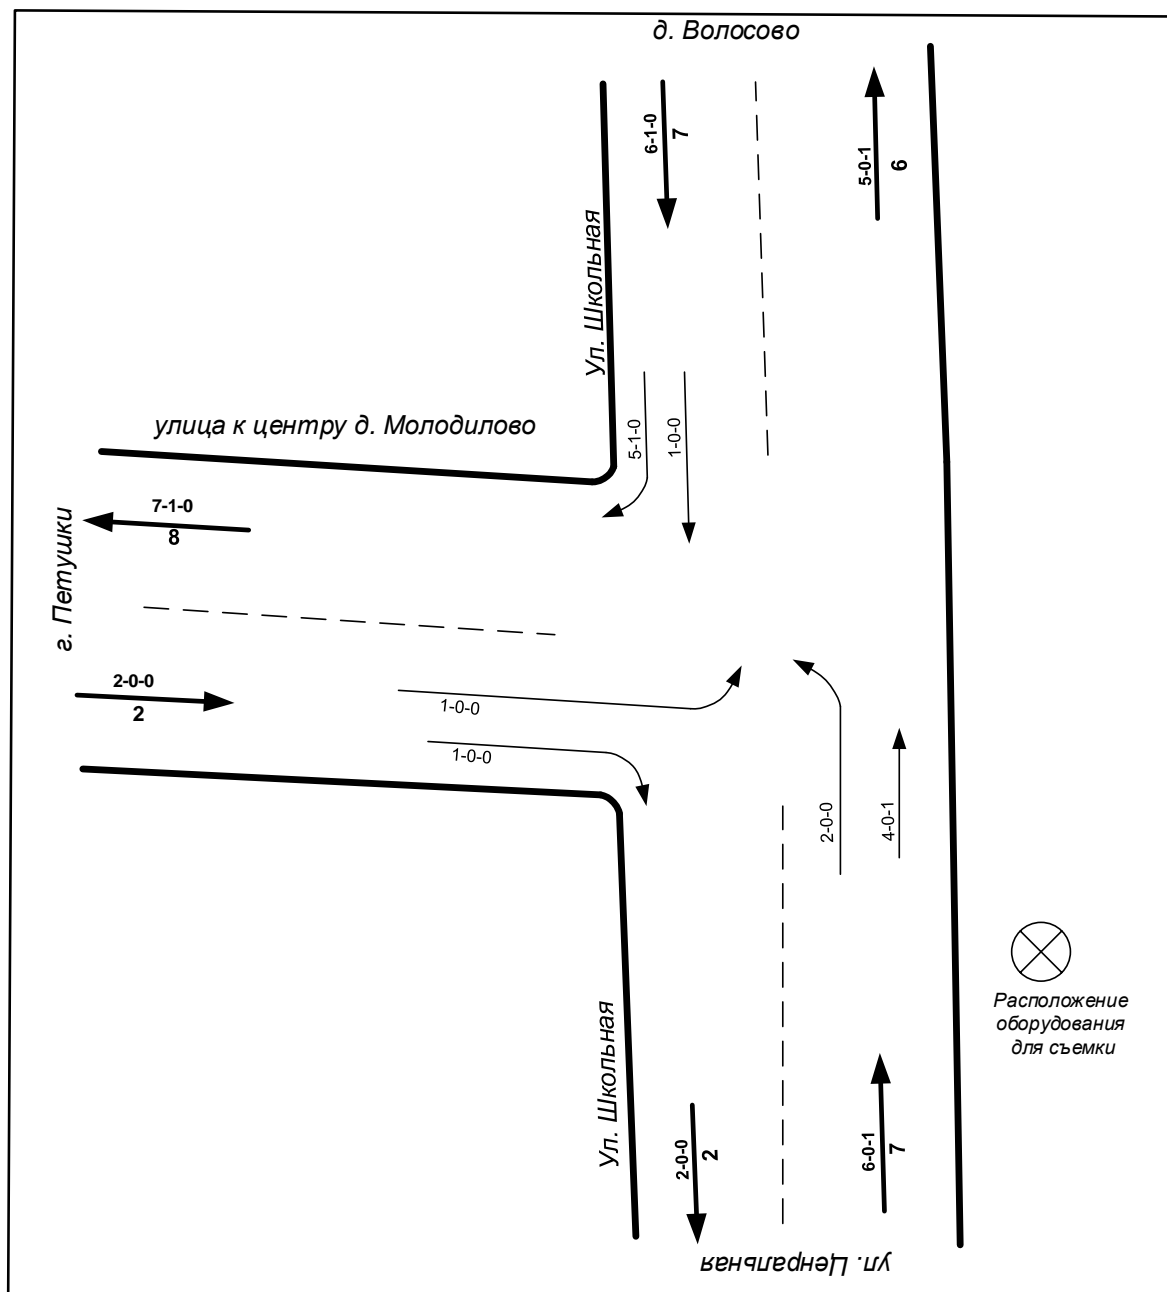 д. Волосово
6-1-0
7
5-0-1
6
Ул. Школьная
улица к центру д. Молодилово
5-1-0
1-0-0
7-1-0
8
г. Петушки
2-0-0
2
1-0-0
1-0-0
2-0-0
4-0-1
Расположение
оборудования
для съемки
Ул. Школьная
2-0-0
2
6-0-1
7
ул. Ценральная